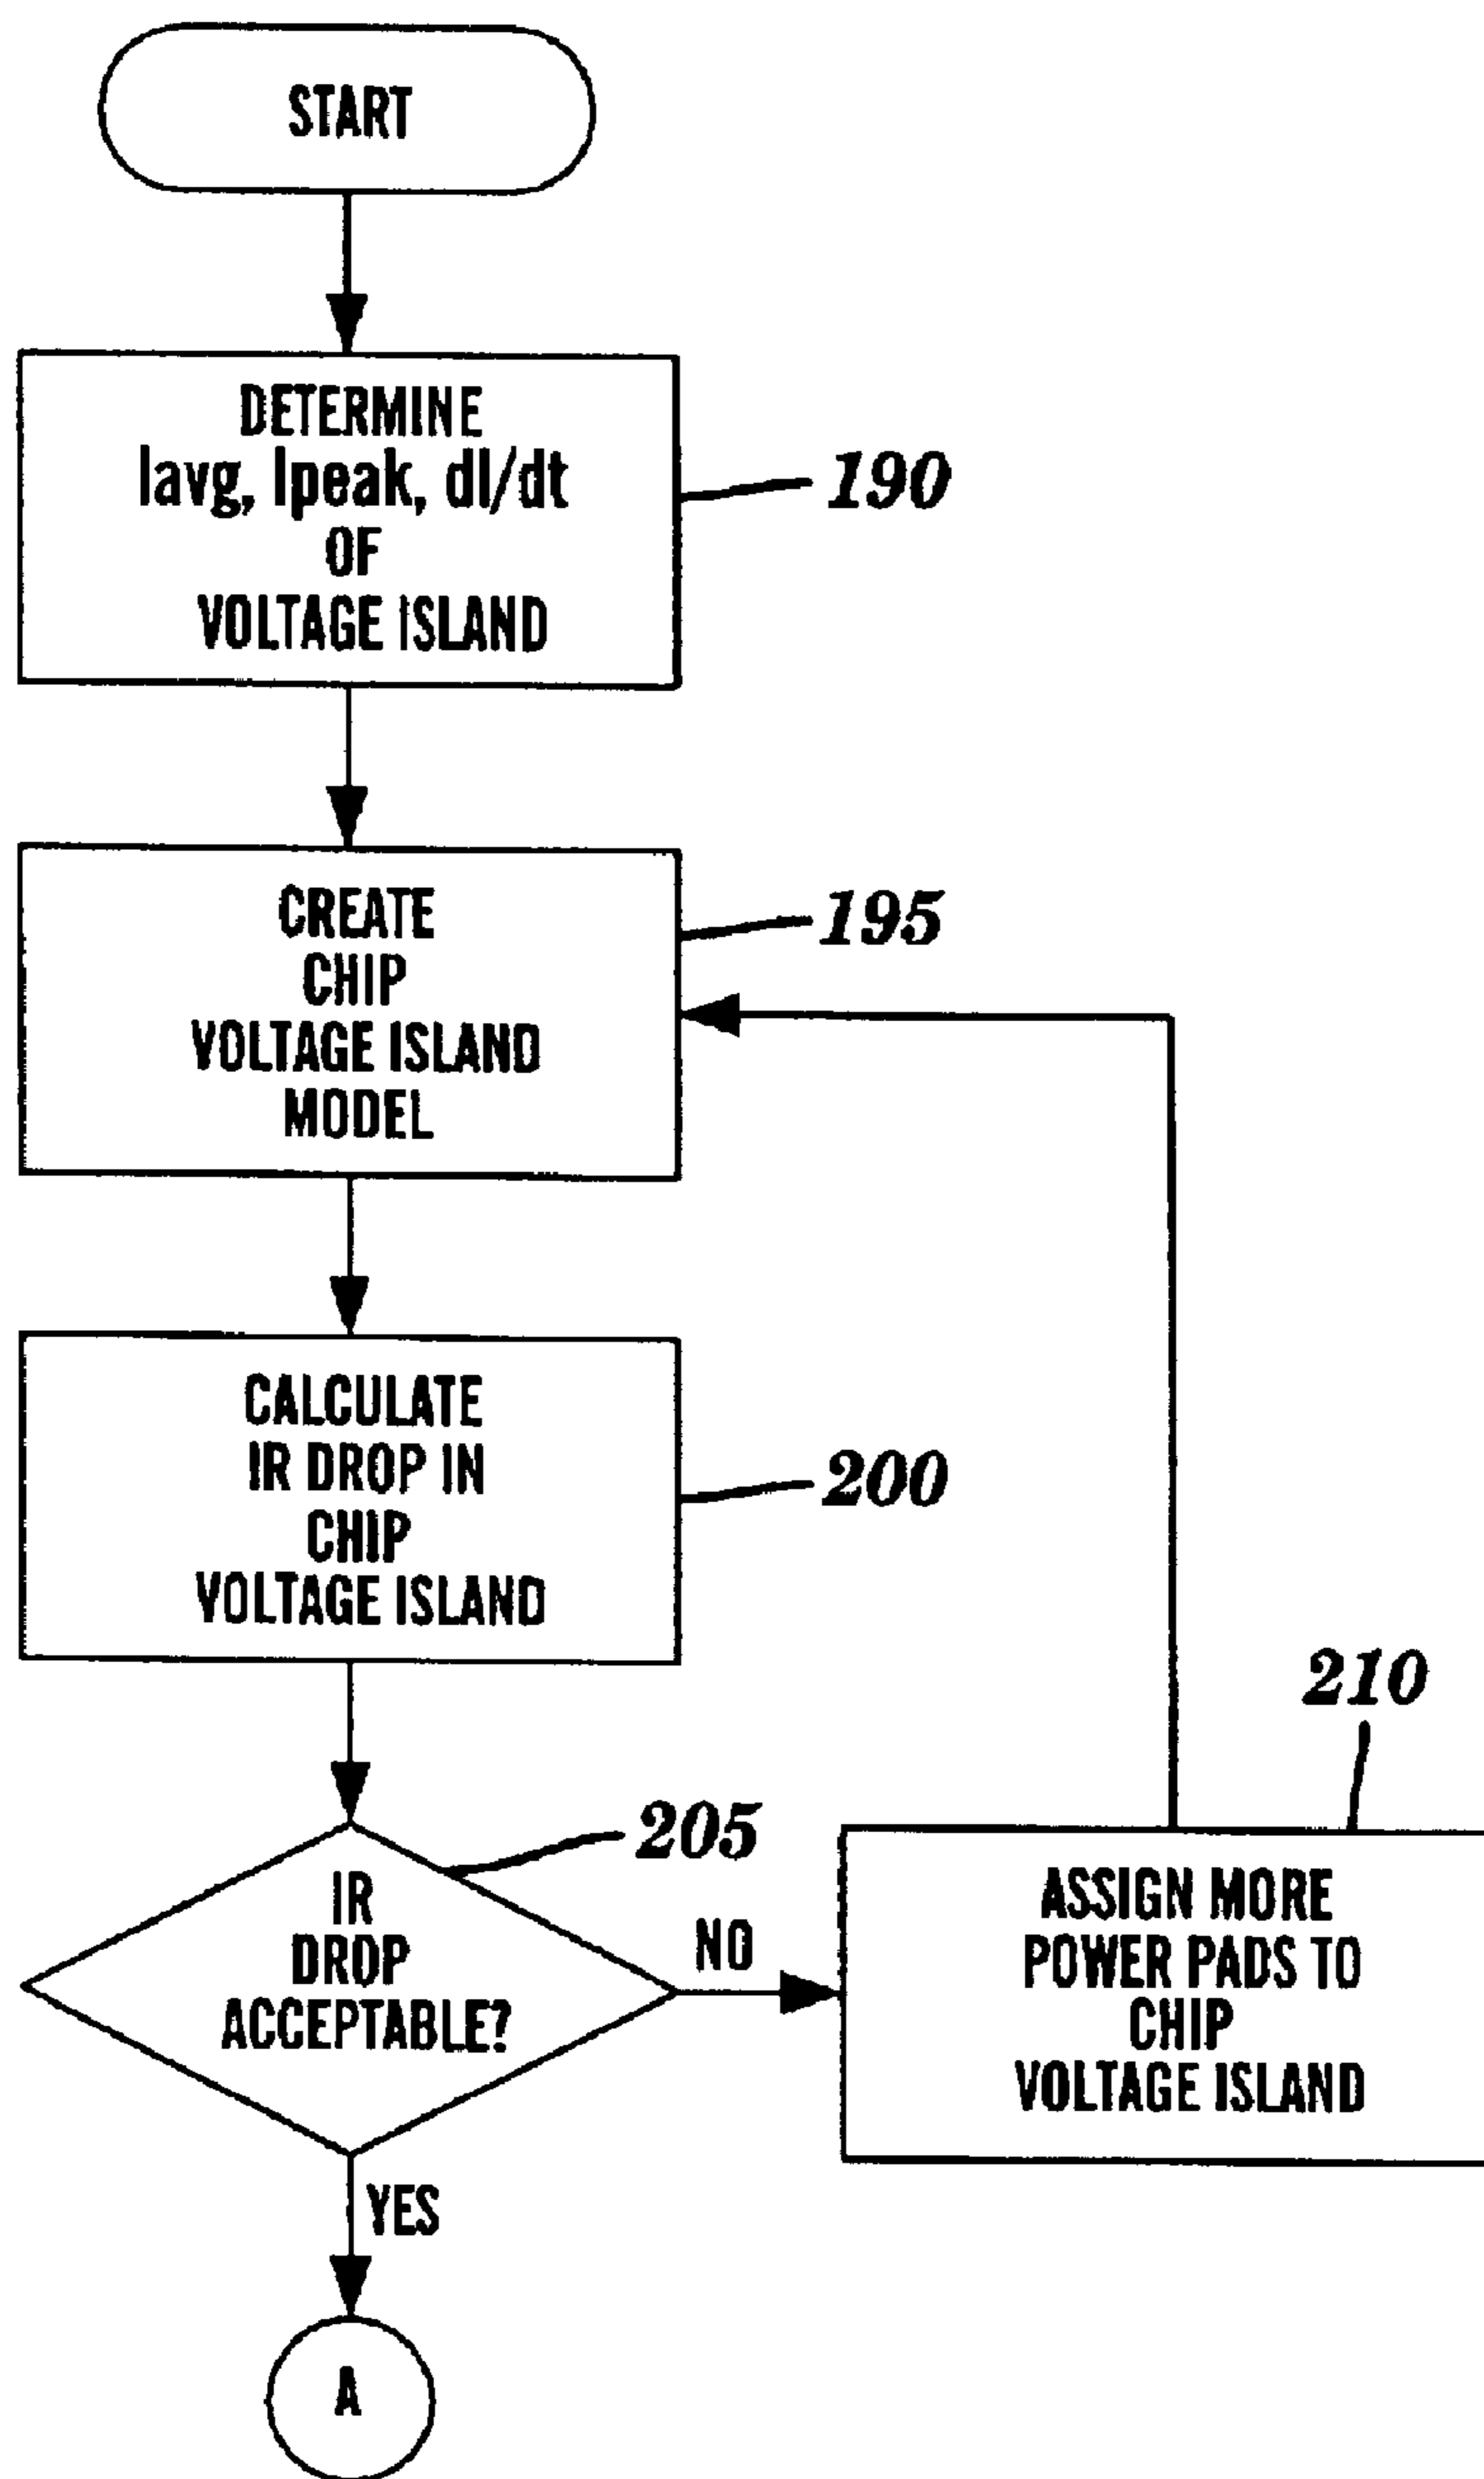 START
DETERMINE
Iavg, Ipeak, dI/dt
OF
VOLTAGE ISLAND
190
CREATE
CHIP
VOLTAGE ISLAND
MODEL
195
CALCULATE
IR DROP IN
CHIP
VOLTAGE ISLAND
200
IR
DROP
ACCEPTABLE?
205
NO
210
ASSIGN MORE
POWER PADS TO
CHIP
VOLTAGE ISLAND
YES
A